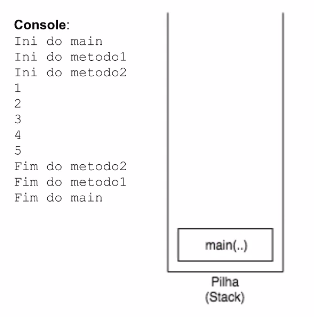 Console:
Ini do main
Ini do metodo1
Ini do metodo2
1
2
3
4
5
Fim do metodo2
Fim do metodo1
Fim do main
main(..)
Pilha
(Stack)